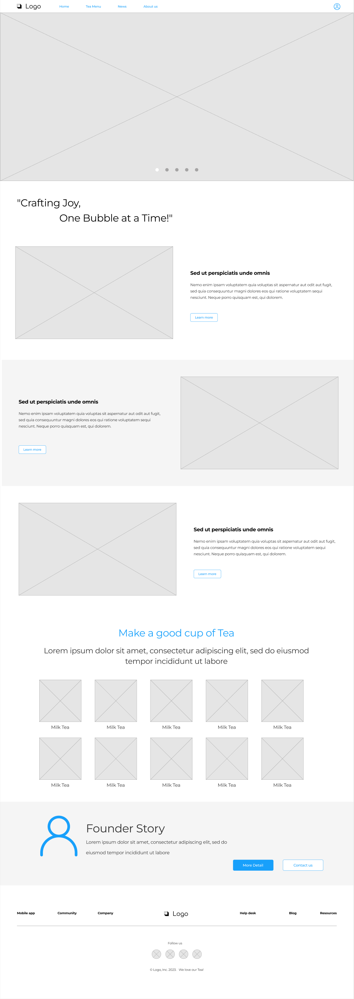 Logo
Home
Tea Menu
News
About us
"Crafting Joy,
One Bubble at a Time!"
Sed ut perspiciatis unde omnis
Nemo enim ipsam voluptatem quia voluptas sit aspernatur aut odit aut fugit,
sed quia consequuntur magni dolores eos qui ratione voluptatem sequi
nesciunt. Neque porro quisquam est, qui dolorem.
Learn more
Sed ut perspiciatis unde omnis
Nemo enim ipsam voluptatem quia voluptas sit aspernatur aut odit aut fugit,
sed quia consequuntur magni dolores eos qui ratione voluptatem sequi
nesciunt. Neque porro quisquam est, qui dolorem.
Learn more
Sed ut perspiciatis unde omnis
Nemo enim ipsam voluptatem quia voluptas sit aspernatur aut odit aut fugit,
sed quia consequuntur magni dolores eos qui ratione voluptatem sequi
nesciunt. Neque porro quisquam est, qui dolorem.
Learn more
Make a good cup of Tea
Lorem ipsum dolor sit amet, consectetur adipiscing elit, sed do eiusmod
tempor incididunt ut labore
Milk Tea
Milk Tea
Milk Tea
Milk Tea
Milk Tea
Milk Tea
Milk Tea
Milk Tea
Milk Tea
Milk Tea
Founder Story
Lorem ipsum dolor sit amet, consectetur adipiscing elit, sed do
eiusmod tempor incididunt ut labore
More Detail
Contact us
Mobile app
Community
Company
Logo
Help desk
Blog
Resources
Follow us
© Logo, Inc. 2023. We love our Tea!